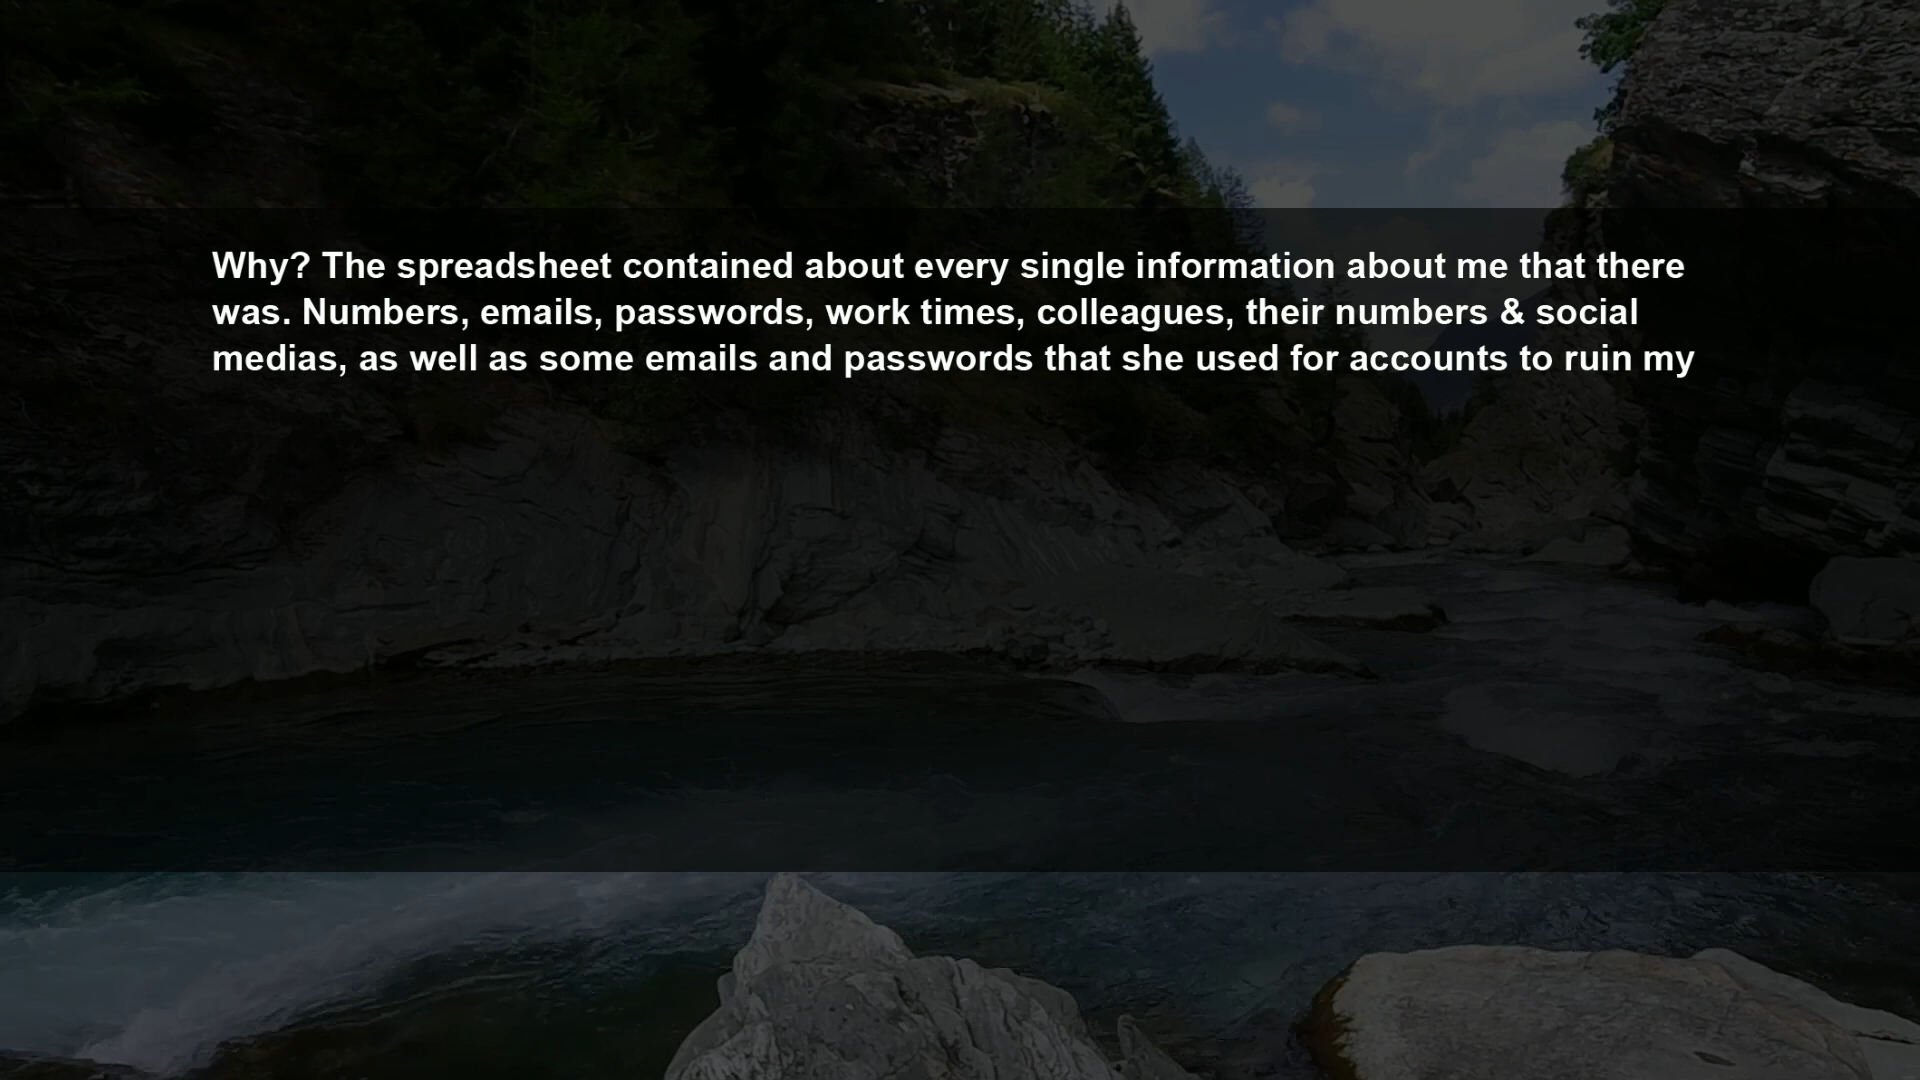 Why? The spreadsheet contained about every single information about me that there
was. Numbers, emails, passwords, work times, colleagues, their numbers & social
medias, as well as some emails and passwords that she used for accounts to ruin my